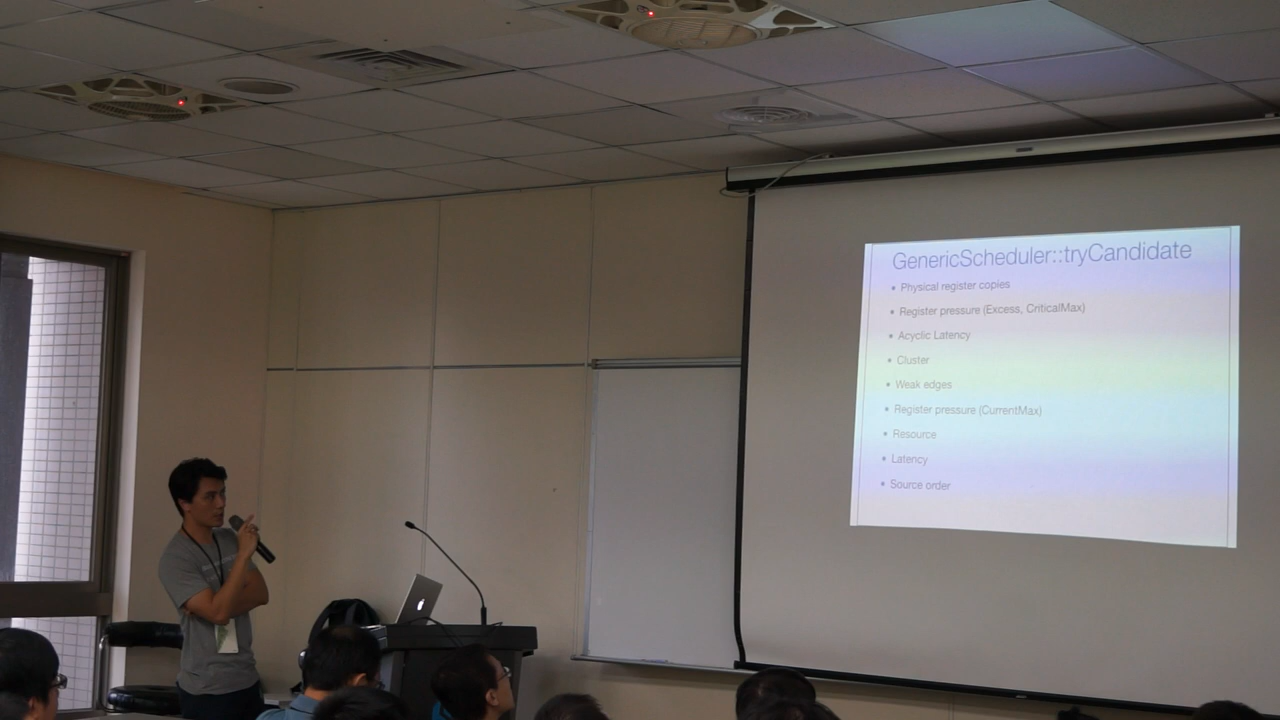 GenericScheduler::tryCandidate
• Physical register copies
• Register pressure (Excess, CriticalMax)
• Acyclic Latency
• Cluster
• Weak edges
• Register pressure (CurrentMax)
• Resource
• Latency
• Source order